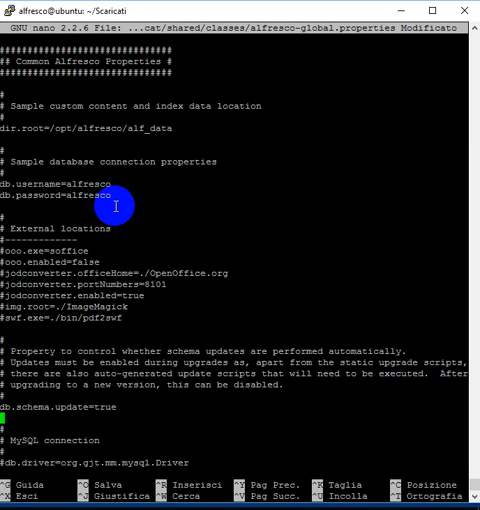 alfresco@ubuntu: ~/Scaricati
GNU nano 2.2.6 File: ...cat/shared/classes/alfresco-global.properties Modificato
###############################
## Common Alfresco Properties #
###############################
#
# Sample custom content and index data location
#
dir.root=/opt/alfresco/alf_data
#
# Sample database connection properties
#
db.username=alfresco
db.password=alfresco
#
# External locations
#-------------
#ooo.exe=soffice
#ooo.enabled=false
#jodconverter.officeHome=./OpenOffice.org
#jodconverter.portNumbers=8101
#jodconverter.enabled=true
#img.root=./ImageMagick
#swf.exe=./bin/pdf2swf
#
# Property to control whether schema updates are performed automatically.
# Updates must be enabled during upgrades as, apart from the static upgrade scripts,
# there are also auto-generated update scripts that will need to be executed. After
# upgrading to a new version, this can be disabled.
#
db.schema.update=true
#
# MySQL connection
#
#db.driver=org.gjt.mm.mysql.Driver
^G Guida ^O Salva ^R Inserisci ^Y Pag Prec. ^K Taglia ^C Posizione
^X Esci ^J Giustifica ^W Cerca ^V Pag Succ. ^U Incolla ^T Ortografia